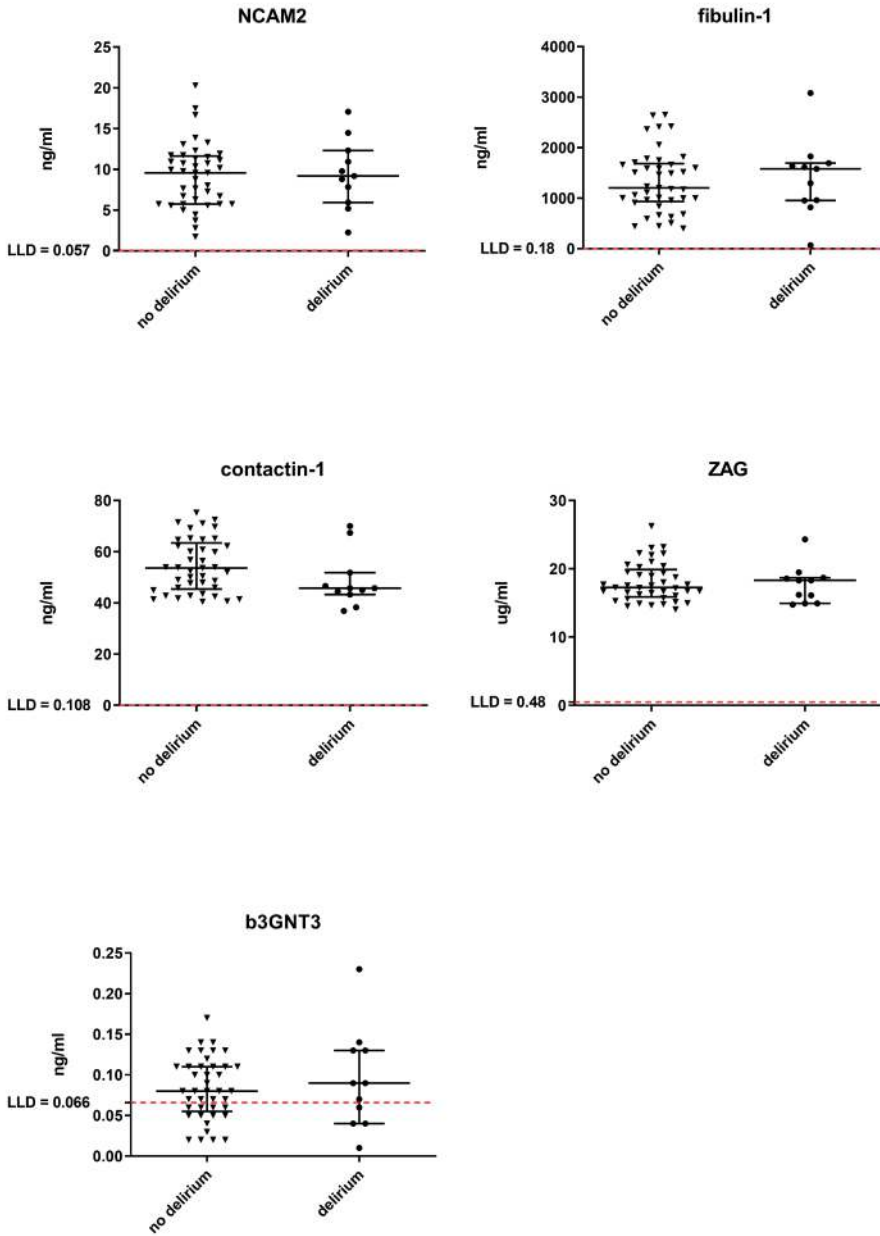 NCAM2
25
20
15
10
5
0
ng/ml
LLD = 0.057
no delirium
delirium
fibulin-1
4000
3000
2000
1000
0
ng/ml
LLD = 0.18
no delirium
delirium
contactin-1
80
60
40
20
0
ng/ml
LLD = 0.108
no delirium
delirium
ZAG
30
20
10
0
ug/ml
LLD = 0.48
no delirium
delirium
b3GNT3
0.25
0.20
0.15
0.10
0.05
0.00
ng/ml
LLD = 0.066
no delirium
delirium